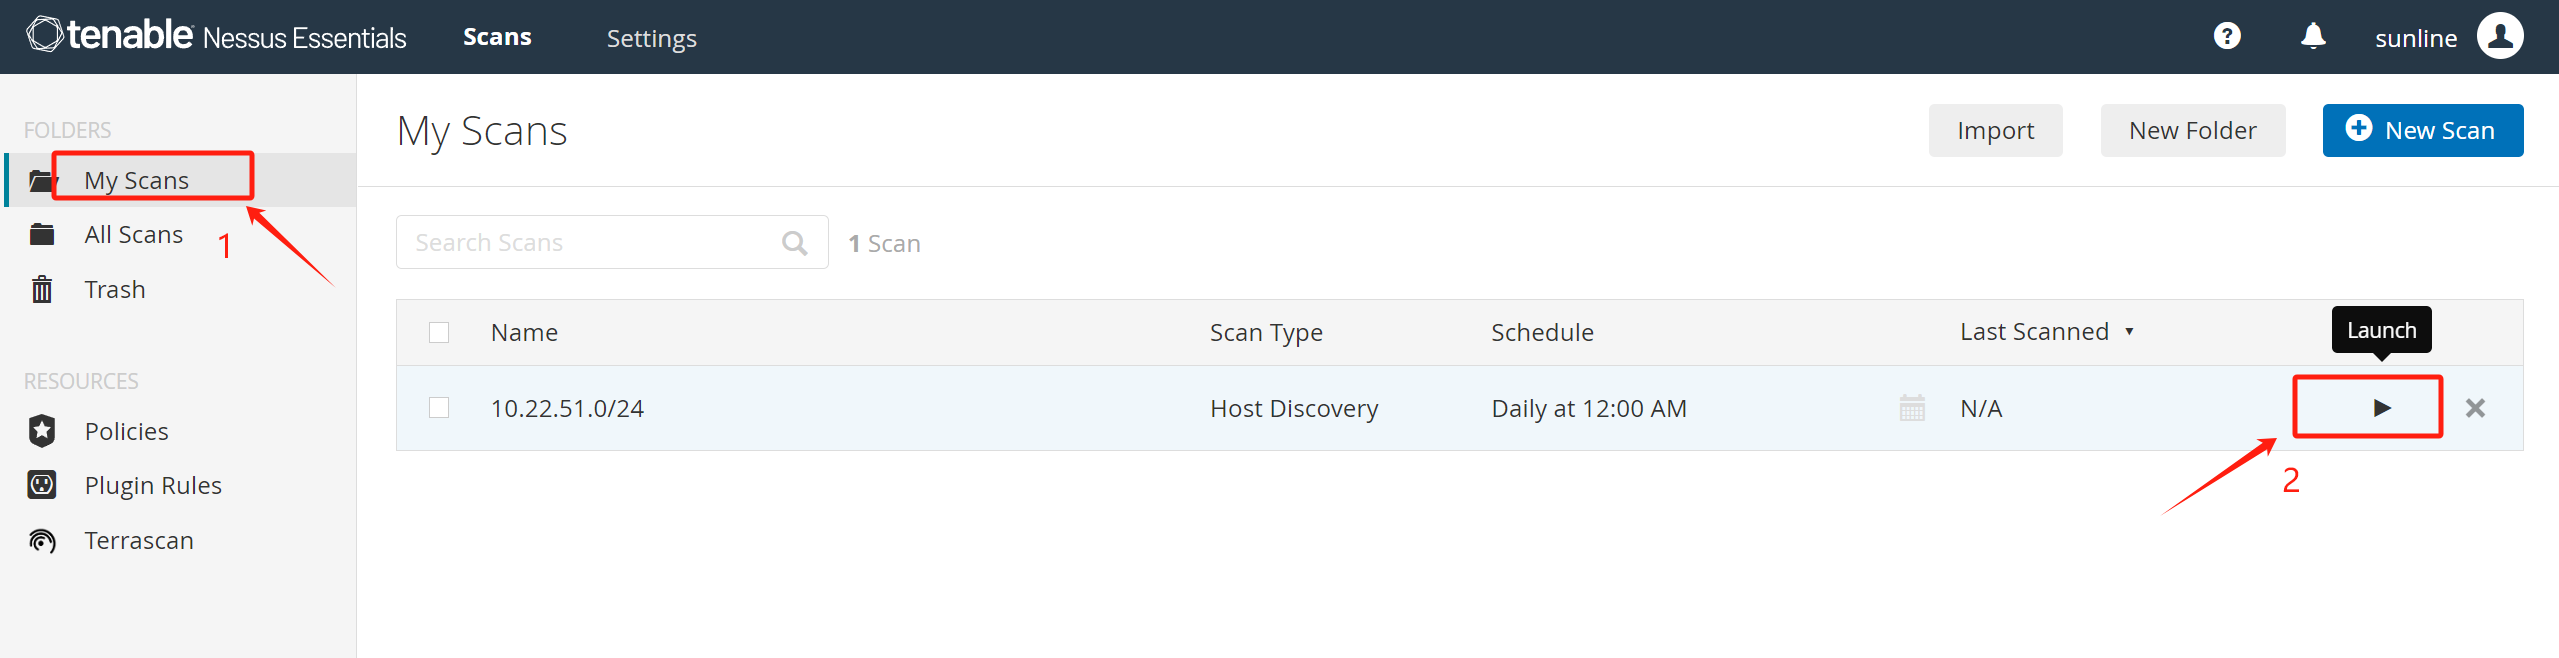 tenable Nessus Essentials Scans Settings ? sunline
FOLDERS
My Scans
All Scans
Trash
1
RESOURCES
Policies
Plugin Rules
Terrascan
My Scans
Import New Folder New Scan
Search Scans 1 Scan
Name Scan Type Schedule Last Scanned Launch
10.22.51.0/24 Host Discovery Daily at 12:00 AM N/A
2